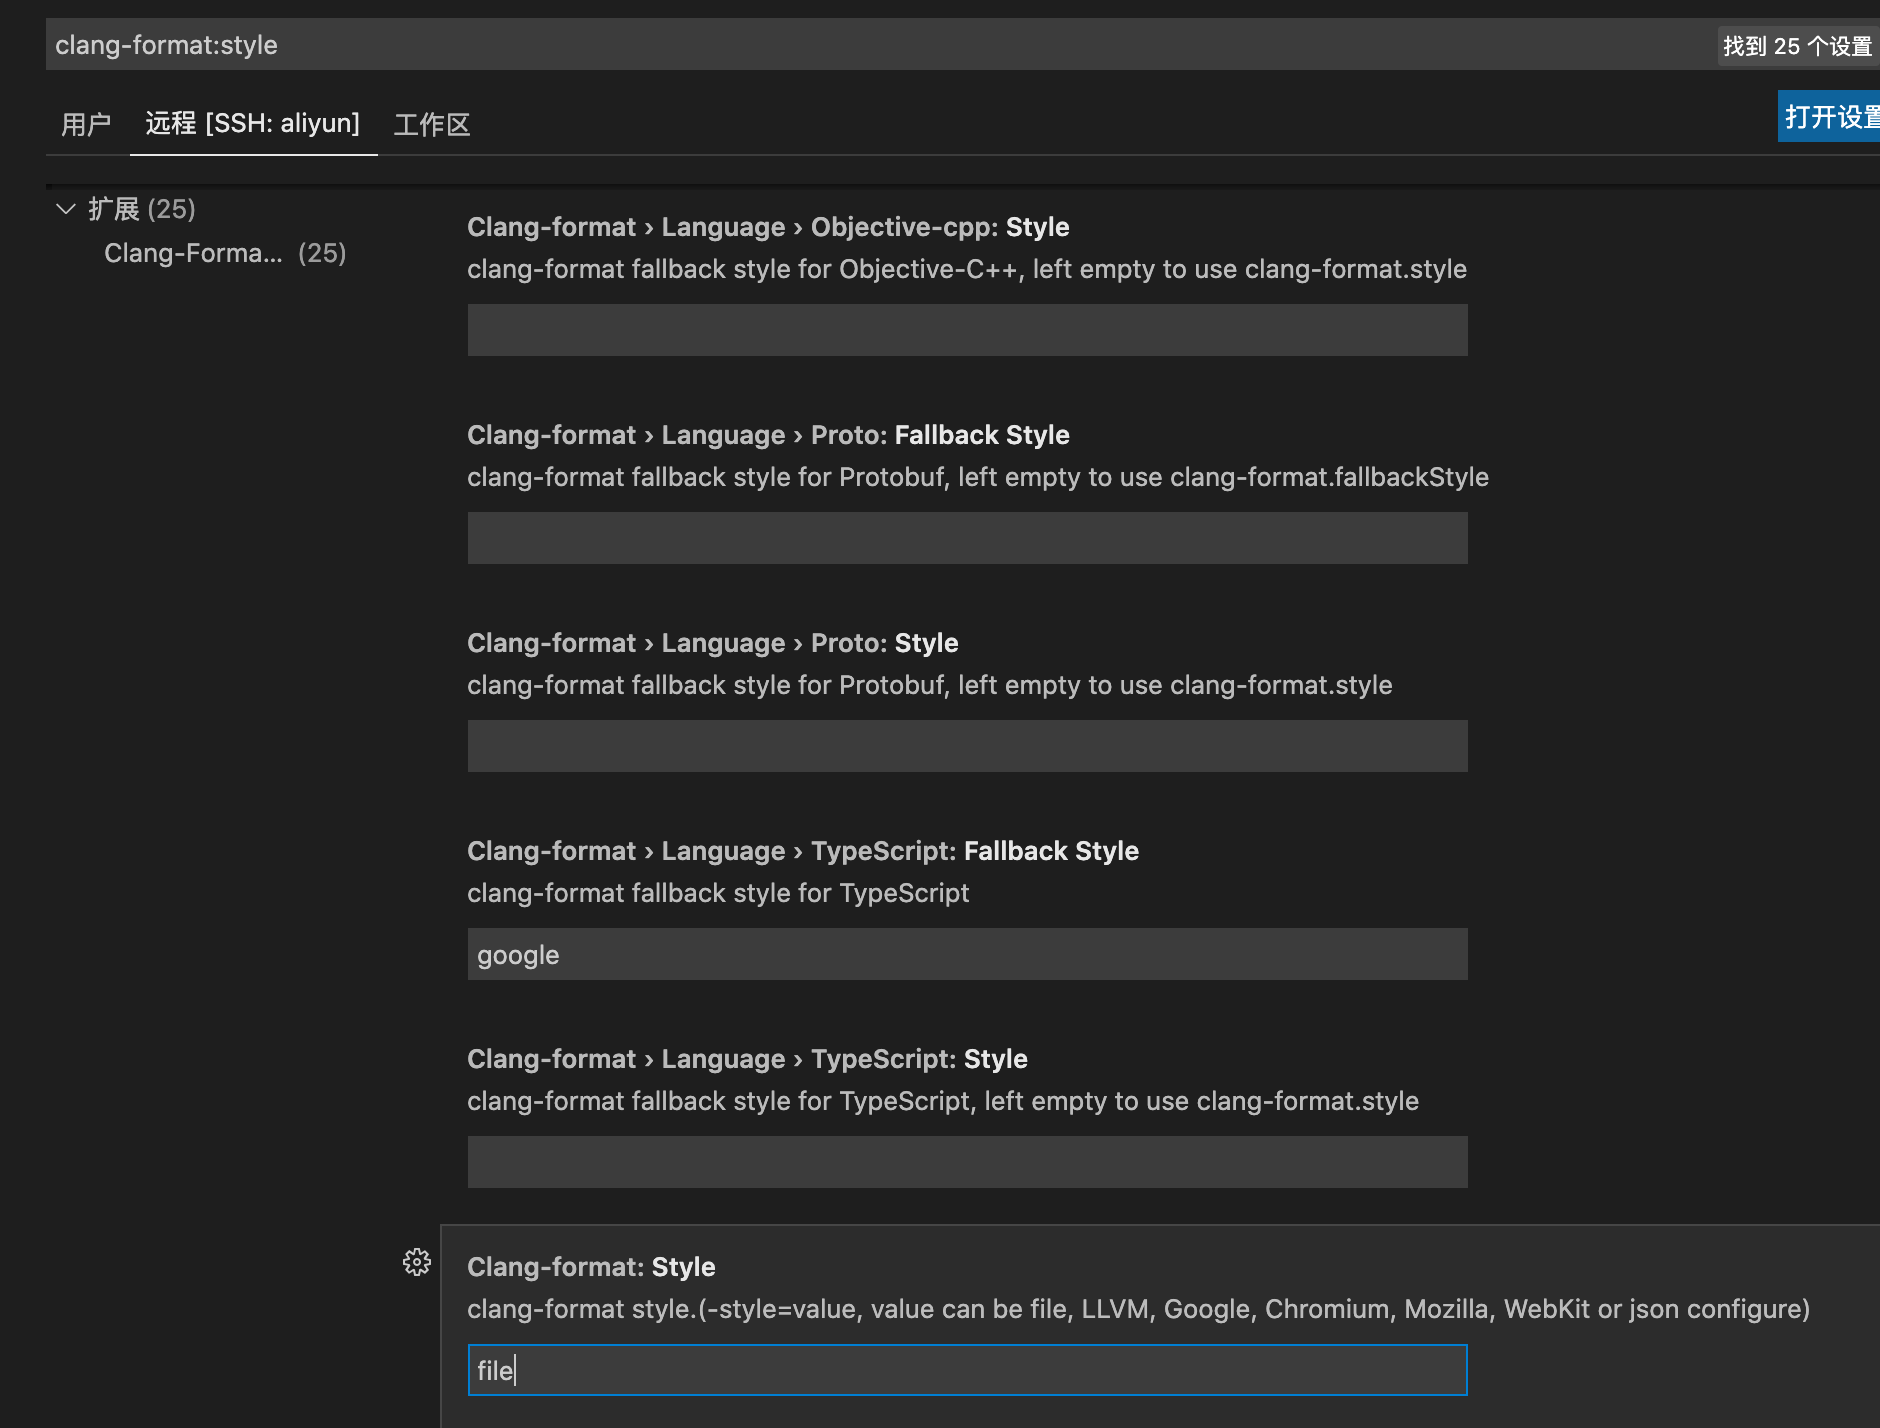 clang-format:style
找到 25 个设置
用户
远程 [SSH: aliyun]
工作区
打开设置
扩展 (25)
Clang-Forma... (25)
Clang-format › Language › Objective-cpp: Style
clang-format fallback style for Objective-C++, left empty to use clang-format.style
Clang-format › Language › Proto: Fallback Style
clang-format fallback style for Protobuf, left empty to use clang-format.fallbackStyle
Clang-format › Language › Proto: Style
clang-format fallback style for Protobuf, left empty to use clang-format.style
Clang-format › Language › TypeScript: Fallback Style
clang-format fallback style for TypeScript
google
Clang-format › Language › TypeScript: Style
clang-format fallback style for TypeScript, left empty to use clang-format.style
Clang-format: Style
clang-format style.(-style=value, value can be file, LLVM, Google, Chromium, Mozilla, WebKit or json configure)
file